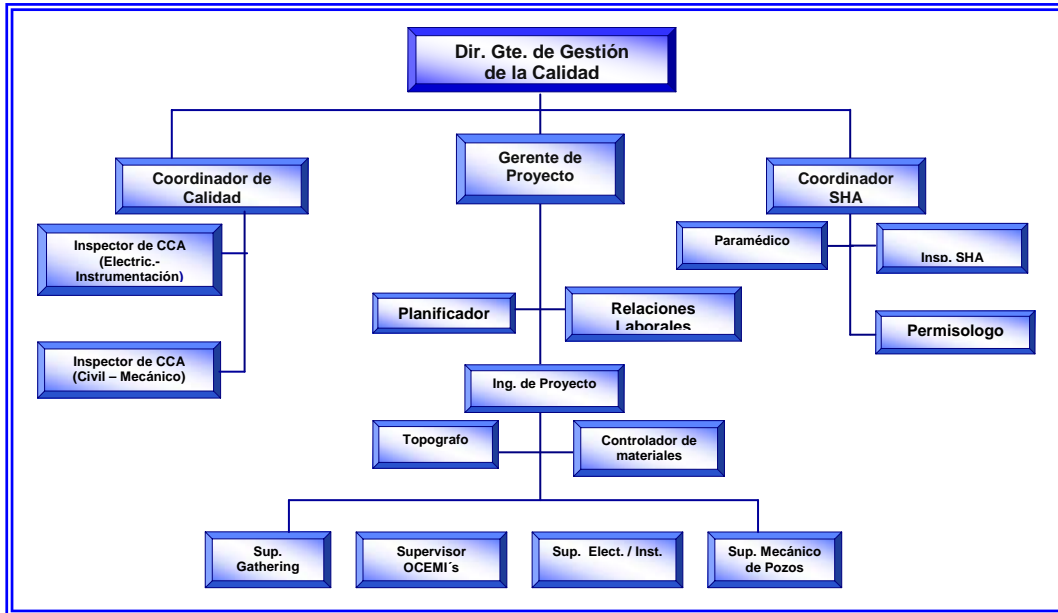 Dir. Gte. de Gestión
de la Calidad
Coordinador de
Calidad
Gerente de
Proyecto
Coordinador
SHA
Inspector de CCA
(Electric.-
Instrumentación)
Paramédico
Insp. SHA
Planificador
Relaciones
Laborales
Permisologo
Inspector de CCA
(Civil – Mecánico)
Ing. de Proyecto
Topografo
Controlador de
materiales
Sup.
Gathering
Supervisor
OCEMI´s
Sup. Elect. / Inst.
Sup. Mecánico
de Pozos